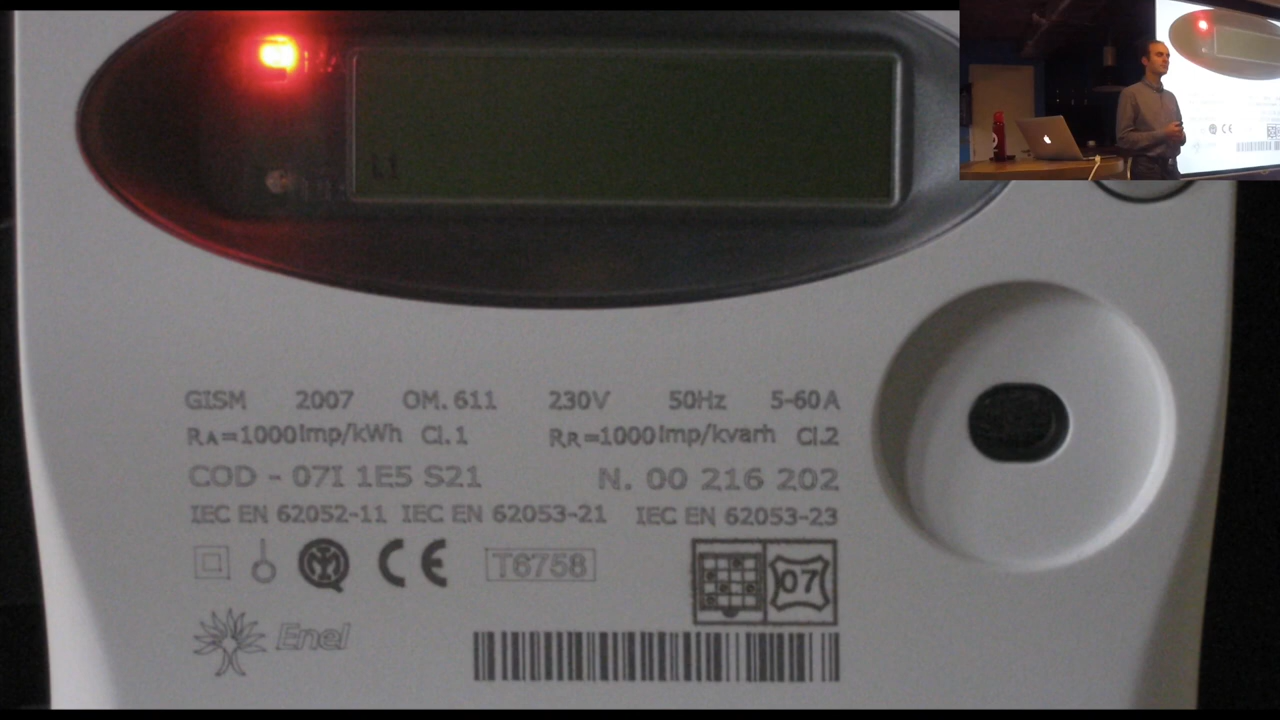 L1
GISM 2007 OM. 611 230V 50Hz 5-60A
RA=1000imp/kWh Cl.1 RR=1000imp/kvarh Cl.2
COD - 07I 1E5 S21 N. 00 216 202
IEC EN 62052-11 IEC EN 62053-21 IEC EN 62053-23
CE T6758 07
Enel